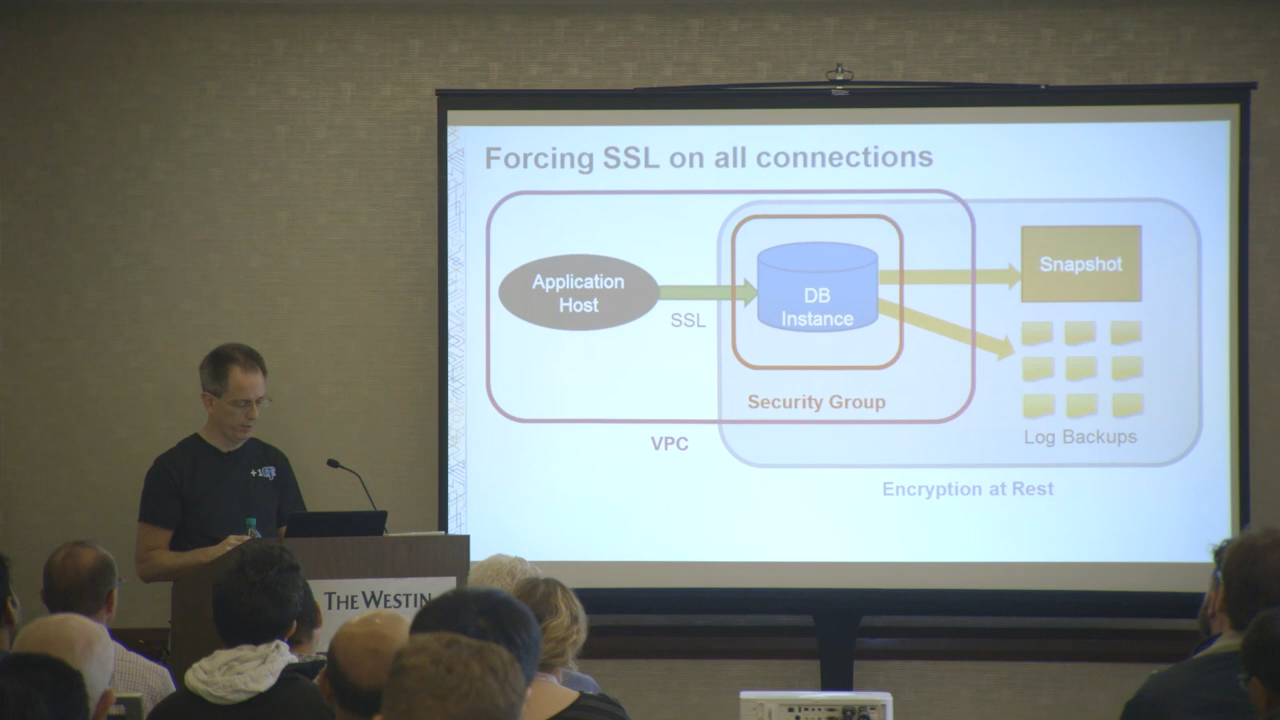 Forcing SSL on all connections
Application
Host
SSL
DB
Instance
Snapshot
Log Backups
Security Group
VPC
Encryption at Rest
+1
THE WESTIN